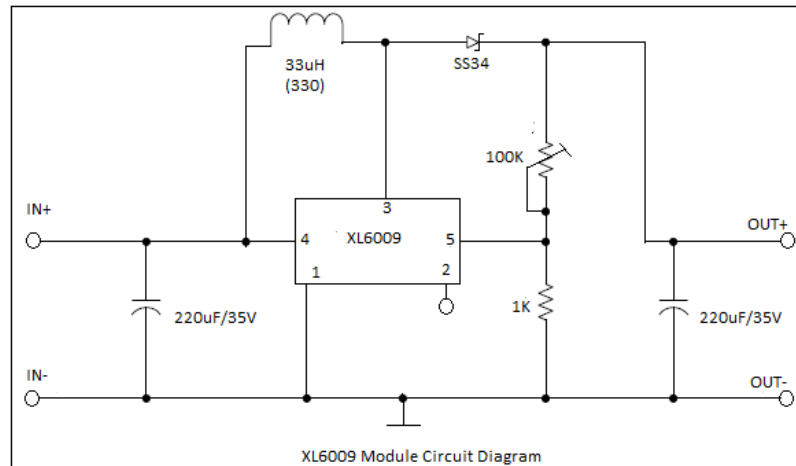 33uH
(330)
SS34
100K
IN+
3
OUT+
4
XL6009
5
1
2
1K
220uF/35V
220uF/35V
IN-
OUT-
XL6009 Module Circuit Diagram